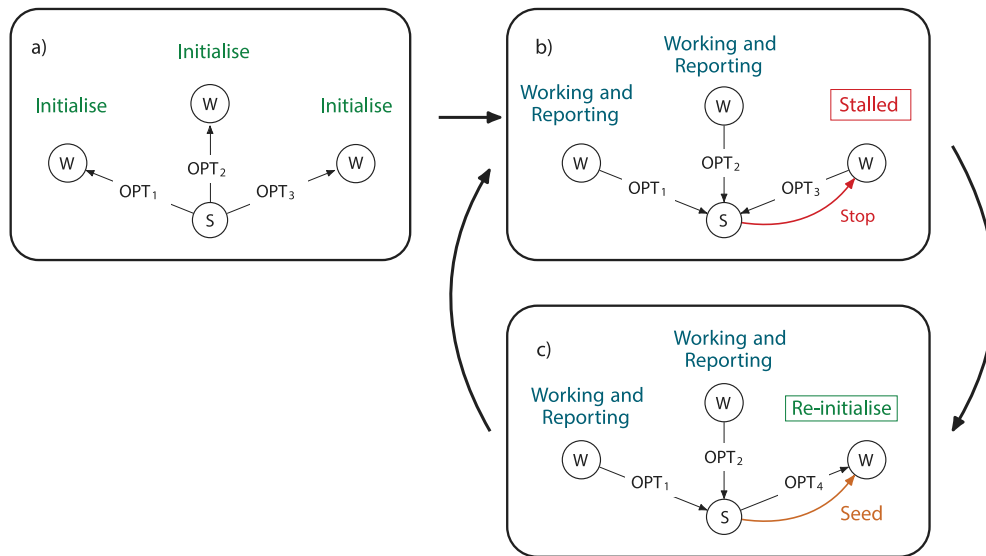 a)
Initialise
Initialise
Initialise
W
W
W
OPT₂
OPT₁
OPT₃
S
b)
Working and
Reporting
Working and
Reporting
Stalled
W
W
W
OPT₂
OPT₁
OPT₃
S
Stop
c)
Working and
Reporting
Working and
Reporting
Re-initialise
W
W
W
OPT₂
OPT₁
OPT₄
S
Seed